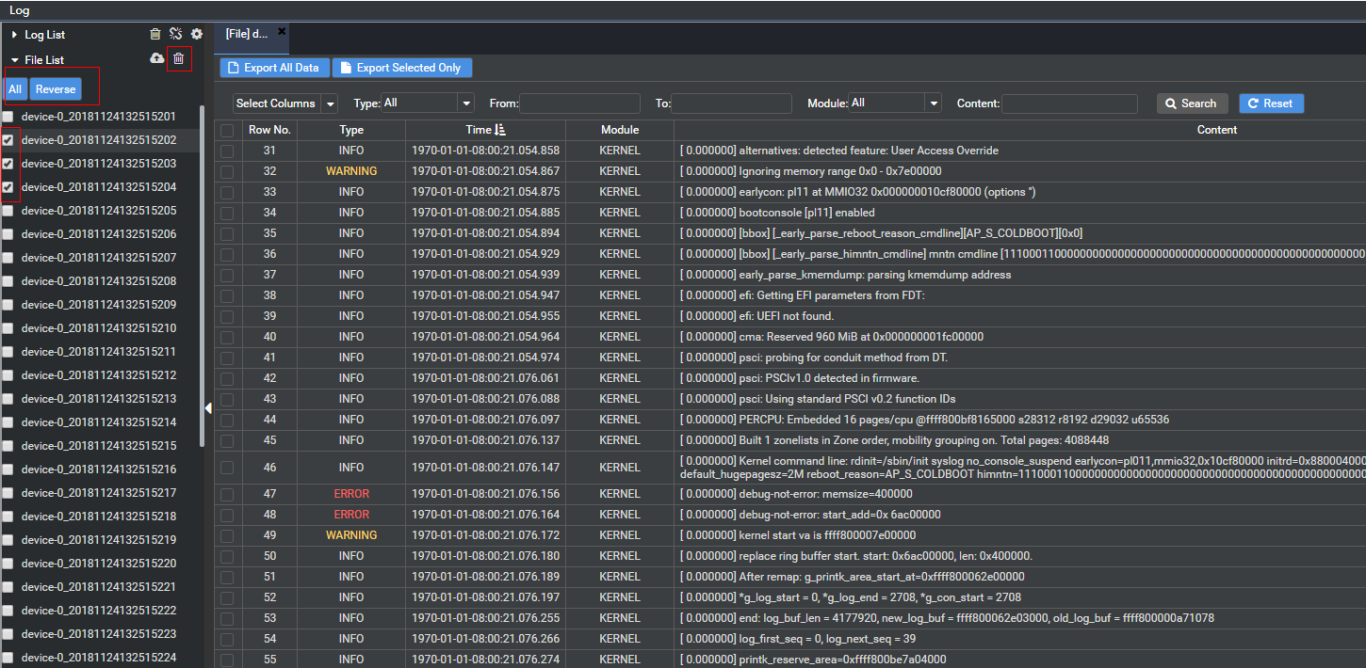 Log
Log List
File List
All Reverse
device-0_20181124132515201
device-0_20181124132515202
device-0_20181124132515203
device-0_20181124132515204
device-0_20181124132515205
device-0_20181124132515206
device-0_20181124132515207
device-0_20181124132515208
device-0_20181124132515209
device-0_20181124132515210
device-0_20181124132515211
device-0_20181124132515212
device-0_20181124132515213
device-0_20181124132515214
device-0_20181124132515215
device-0_20181124132515216
device-0_20181124132515217
device-0_20181124132515218
device-0_20181124132515219
device-0_20181124132515220
device-0_20181124132515221
device-0_20181124132515222
device-0_20181124132515223
device-0_20181124132515224
[File] d... ×
Export All Data Export Selected Only
Select Columns Type: All From: To: Module: All Content: Search Reset
Row No. Type Time Module Content
31 INFO 1970-01-01-08:00:21.054.858 KERNEL [ 0.000000] alternatives: detected feature: User Access Override
32 WARNING 1970-01-01-08:00:21.054.867 KERNEL [ 0.000000] Ignoring memory range 0x0 - 0x7e00000
33 INFO 1970-01-01-08:00:21.054.875 KERNEL [ 0.000000] earlycon: pl11 at MMIO32 0x000000010cf80000 (options '')
34 INFO 1970-01-01-08:00:21.054.885 KERNEL [ 0.000000] bootconsole [pl11] enabled
35 INFO 1970-01-01-08:00:21.054.894 KERNEL [ 0.000000] [bbox] [_early_parse_reboot_reason_cmdline][AP_S_COLDBOOT][0x0]
36 INFO 1970-01-01-08:00:21.054.929 KERNEL [ 0.000000] [bbox] [_early_parse_himntn_cmdline] mntn cmdline
37 INFO 1970-01-01-08:00:21.054.939 KERNEL [ 0.000000] early_parse_kmemdump: parsing kmemdump address
38 INFO 1970-01-01-08:00:21.054.947 KERNEL [ 0.000000] efi: Getting EFI parameters from FDT:
39 INFO 1970-01-01-08:00:21.054.955 KERNEL [ 0.000000] efi: UEFI not found.
40 INFO 1970-01-01-08:00:21.054.964 KERNEL [ 0.000000] cma: Reserved 960 MiB at 0x000000001fc00000
41 INFO 1970-01-01-08:00:21.054.974 KERNEL [ 0.000000] psci: probing for conduit method from DT.
42 INFO 1970-01-01-08:00:21.076.061 KERNEL [ 0.000000] psci: PSCIv1.0 detected in firmware.
43 INFO 1970-01-01-08:00:21.076.088 KERNEL [ 0.000000] psci: Using standard PSCI v0.2 function IDs
44 INFO 1970-01-01-08:00:21.076.097 KERNEL [ 0.000000] PERCPU: Embedded 16 pages/cpu @ffff800bf8165000 s28312 r8192 d29032 u65536
45 INFO 1970-01-01-08:00:21.076.137 KERNEL [ 0.000000] Built 1 zonelists in Zone order, mobility grouping on. Total pages: 4088448
46 INFO 1970-01-01-08:00:21.076.147 KERNEL [ 0.000000] Kernel command line: rdinit=/sbin/init syslog no_console_suspend earlycon=pl011,mmio32,0x10cf80000 initrd=0x880004000
default_hugepagesz=2M reboot_reason=AP_S_COLDBOOT
47 ERROR 1970-01-01-08:00:21.076.156 KERNEL [ 0.000000] debug-not-error: memsize=400000
48 ERROR 1970-01-01-08:00:21.076.164 KERNEL [ 0.000000] debug-not-error: start_add=0x 6ac00000
49 WARNING 1970-01-01-08:00:21.076.172 KERNEL [ 0.000000] kernel start va is ffff800007e00000
50 INFO 1970-01-01-08:00:21.076.180 KERNEL [ 0.000000] replace ring buffer start. start: 0x6ac00000, len: 0x400000.
51 INFO 1970-01-01-08:00:21.076.189 KERNEL [ 0.000000] After remap: g_printk_area_start_at=0xffff800062e00000
52 INFO 1970-01-01-08:00:21.076.197 KERNEL [ 0.000000] *g_log_start = 0, *g_log_end = 2708, *g_con_start = 2708
53 INFO 1970-01-01-08:00:21.076.255 KERNEL [ 0.000000] end: log_buf_len = 4177920, new_log_buf = ffff800062e03000, old_log_buf = ffff800000a71078
54 INFO 1970-01-01-08:00:21.076.266 KERNEL [ 0.000000] log_first_seq = 0, log_next_seq = 39
55 INFO 1970-01-01-08:00:21.076.274 KERNEL [ 0.000000] printk_reserve_area=0xffff800be7a04000